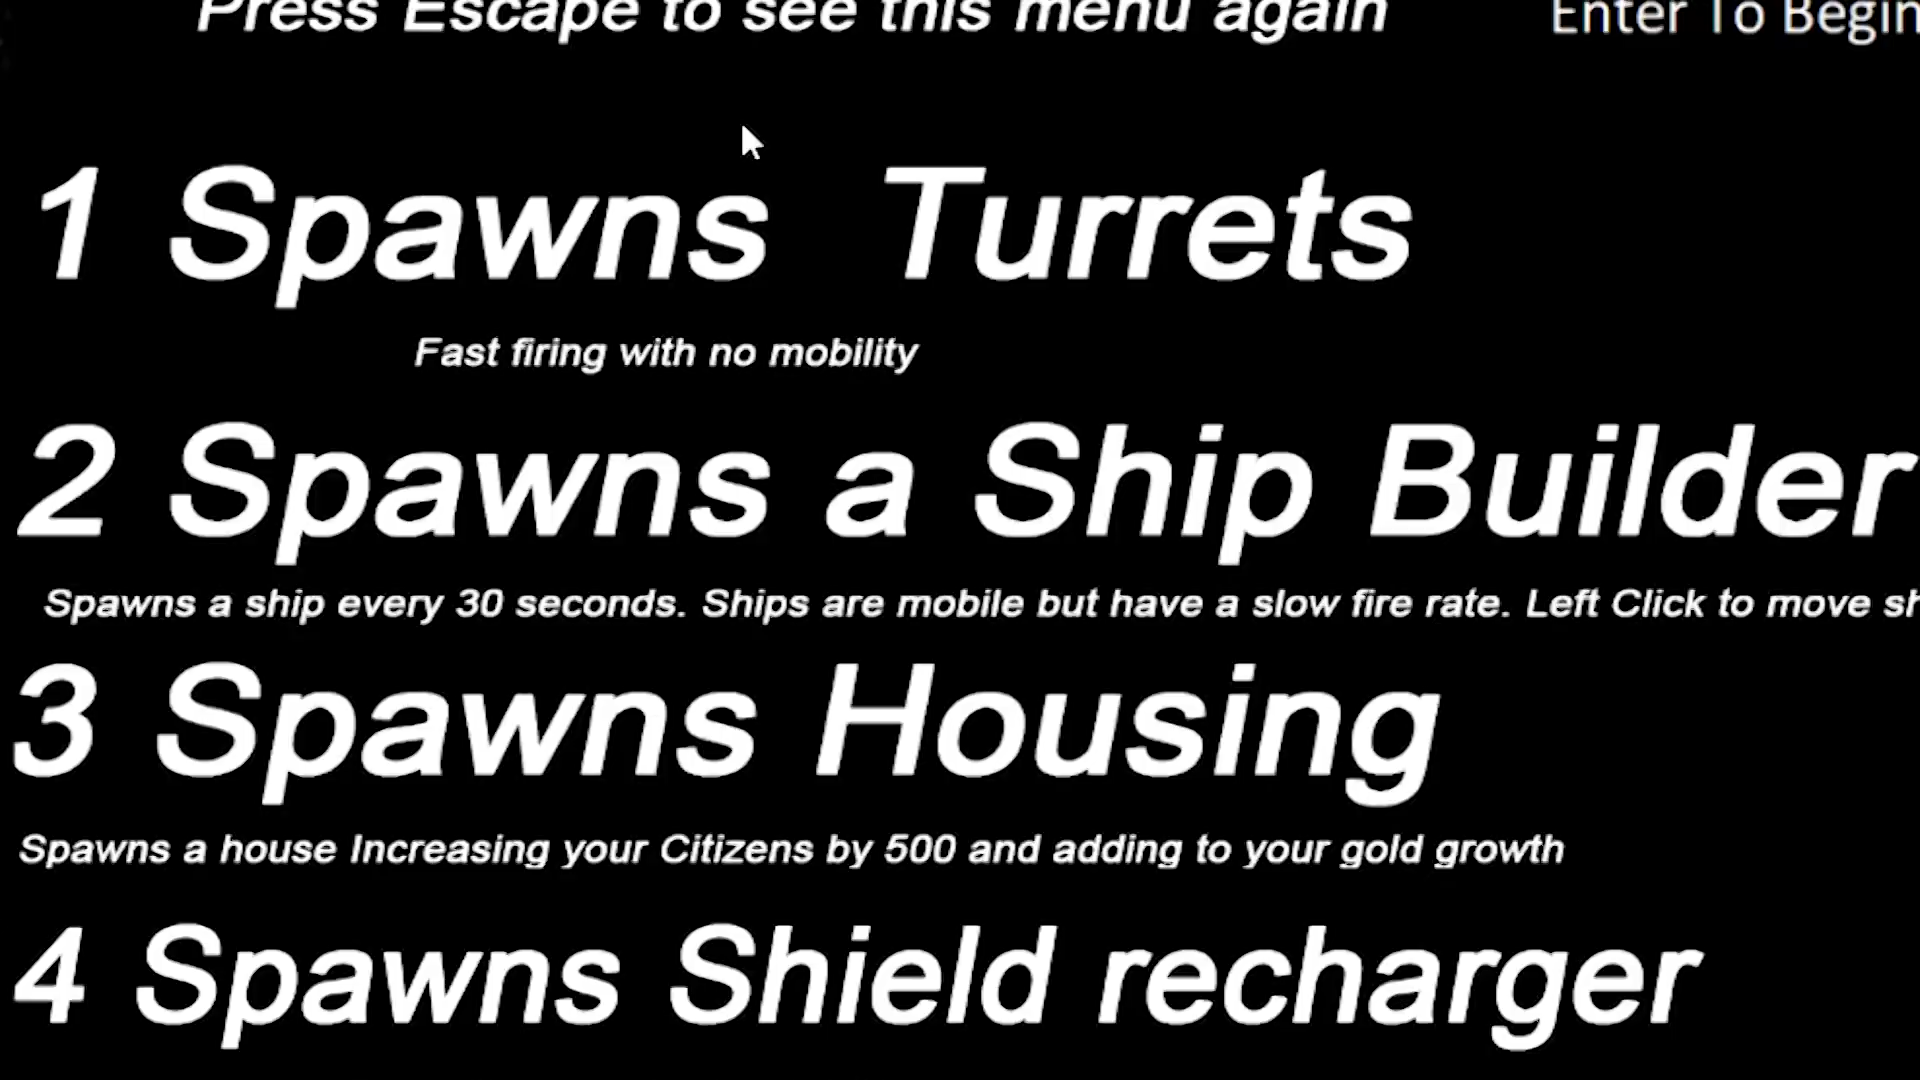 Press Escape to see this menu again Enter To Begin
1 Spawns Turrets
Fast firing with no mobility
2 Spawns a Ship Builder
Spawns a ship every 30 seconds. Ships are mobile but have a slow fire rate. Left Click to move
3 Spawns Housing
Spawns a house Increasing your Citizens by 500 and adding to your gold growth
4 Spawns Shield recharger